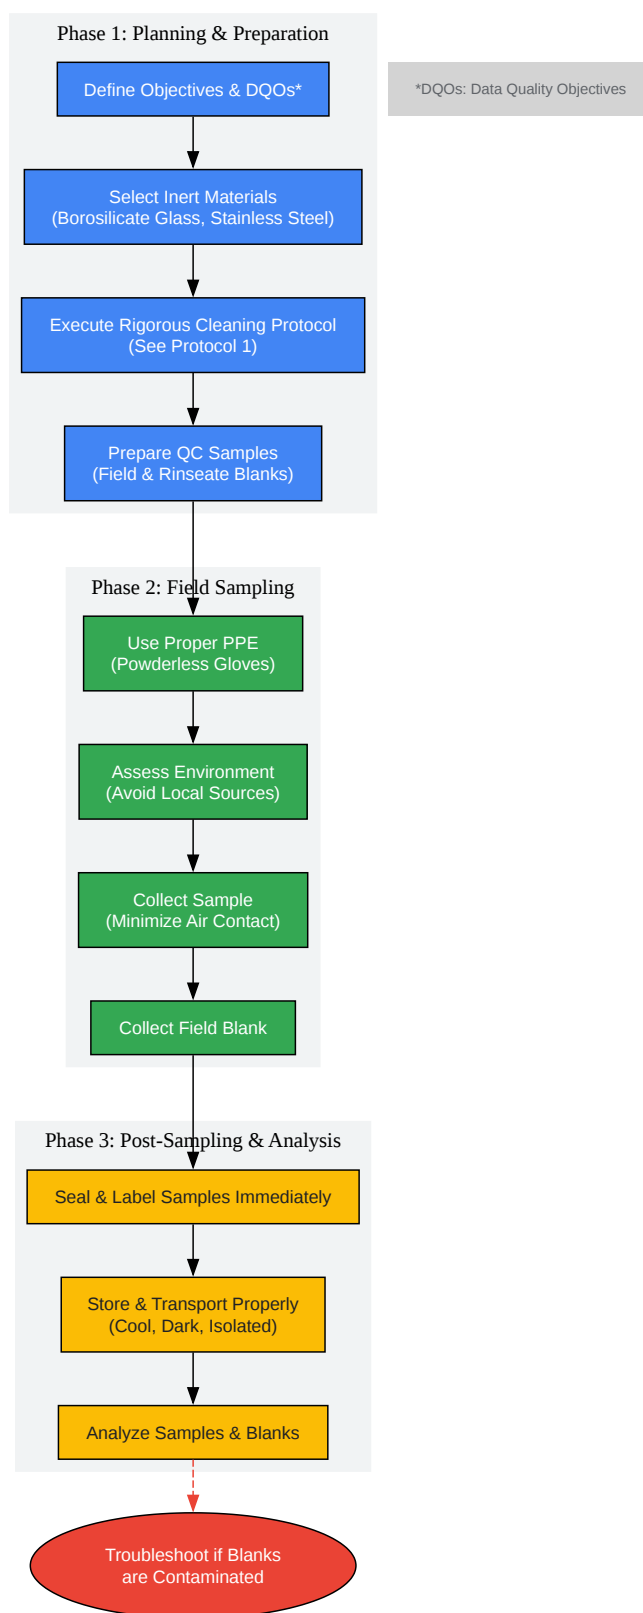 Phase 1: Planning & Preparation
Define Objectives & DQOs*
*DQOs: Data Quality Objectives
Select Inert Materials
(Borosilicate Glass, Stainless Steel)
Execute Rigorous Cleaning Protocol
(See Protocol 1)
Prepare QC Samples
(Field & Rinseate Blanks)
Phase 2: Field Sampling
Use Proper PPE
(Powderless Gloves)
Assess Environment
(Avoid Local Sources)
Collect Sample
(Minimize Air Contact)
Collect Field Blank
Phase 3: Post-Sampling & Analysis
Seal & Label Samples Immediately
Store & Transport Properly
(Cool, Dark, Isolated)
Analyze Samples & Blanks
Troubleshoot if Blanks
are Contaminated